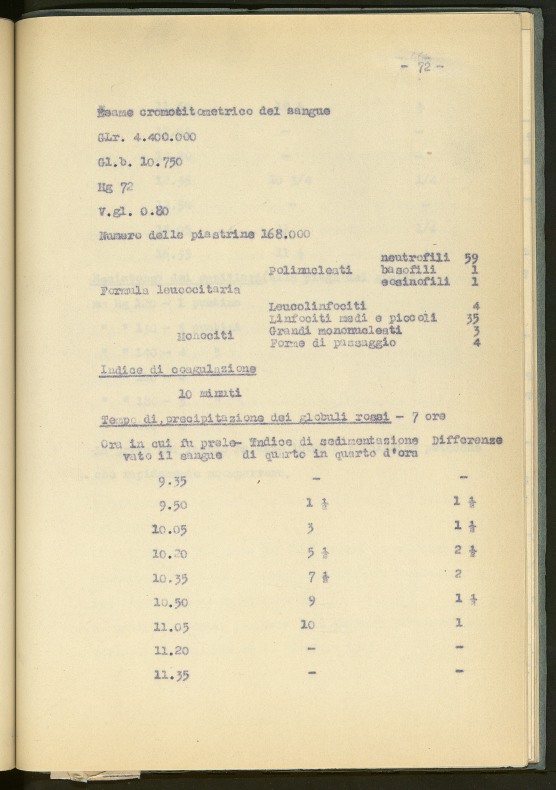 - 72 -
Esame cromocitometrico del sangue
Glr. 4.400.000
Gl.b. 10.750
Hg 72
V.gl. 0.80
Numero delle piastrine 168.000
neutrofili 59
Polinucleati basofili 1
eosinofili 1
Formula leucocitaria
Leucolinfociti 4
Linfociti medi e piccoli 35
Monociti Grandi mononucleati 3
Forme di passaggio 4
Indice di coagulazione
10 minuti
Tempo di precipitazione dei globuli rossi - 7 ore
Ora in cui fu prele- Indice di sedimentazione Differenze
vato il sangue di quarto in quarto d'ora
9.35 - -
9.50 1 ½ 1 ½
10.05 3 1 ½
10.20 5 ½ 2 ½
10.35 7 ½ 2
10.50 9 1 ½
11.05 10 1
11.20 - -
11.35 - -